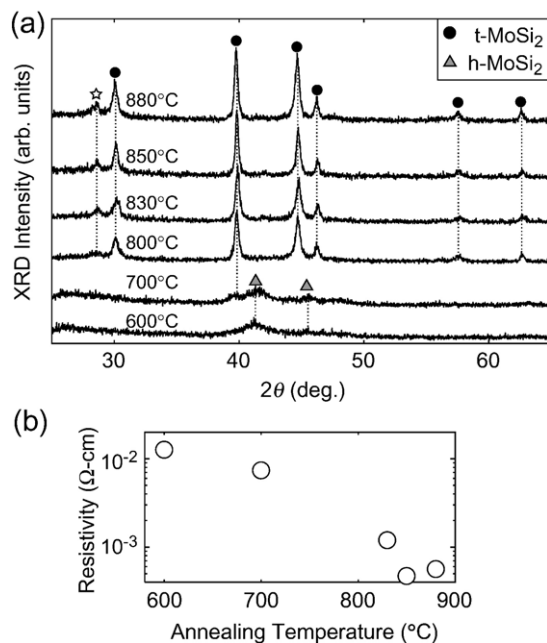 (a)
● t-MoSi₂
▲ h-MoSi₂
880°C
850°C
830°C
800°C
700°C
600°C
XRD Intensity (arb. units)
30 40 50 60
2θ (deg.)
(b)
Resistivity (Ω-cm)
10⁻²
10⁻³
600 700 800 900
Annealing Temperature (°C)